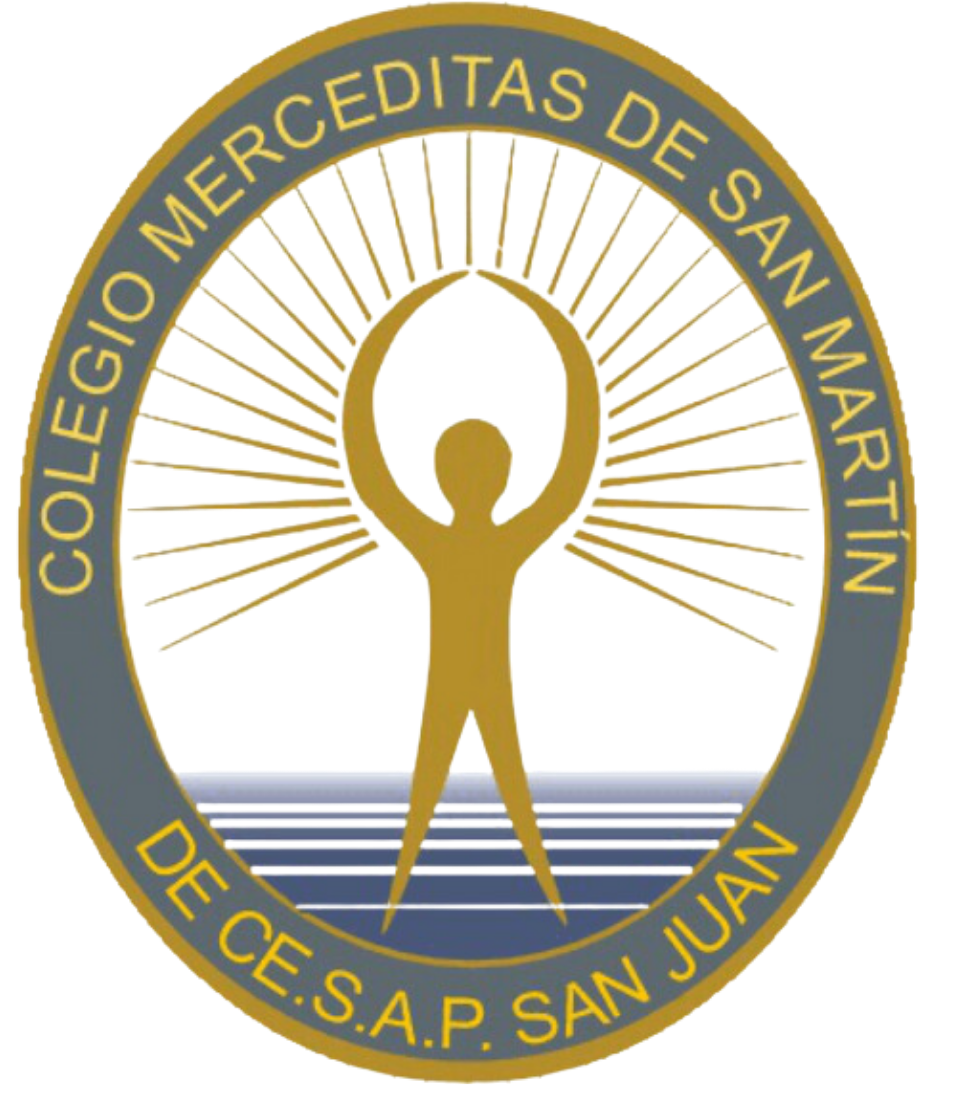 COLEGIO MERCEDITAS DE SAN MARTÍN
DE CE.S.A.P. SAN JUAN